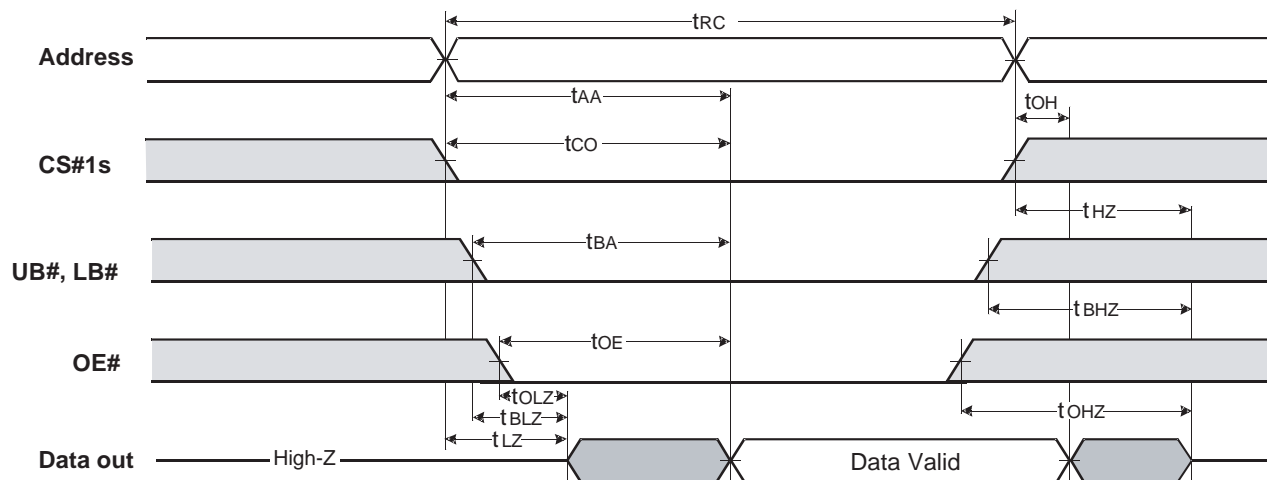 tRC
Address
tAA
tOH
tCO
CS#1s
tHZ
tBA
UB#, LB#
tBHZ
tOE
OE#
tOLZ
tBLZ
tOHZ
tLZ
Data out
High-Z
Data Valid